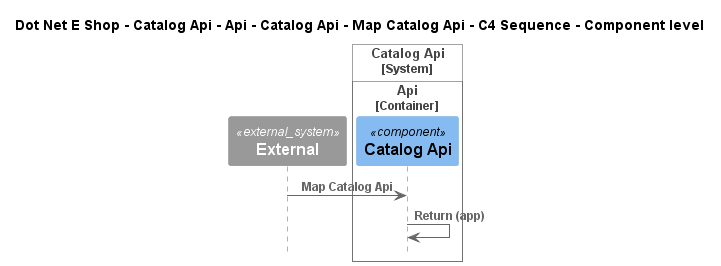 Dot Net E Shop - Catalog Api - Api - Catalog Api - Map Catalog Api - C4 Sequence - Component level
Catalog Api
[System]
Api
[Container]
«external_system»
External
«component»
Catalog Api
Map Catalog Api
Return (app)